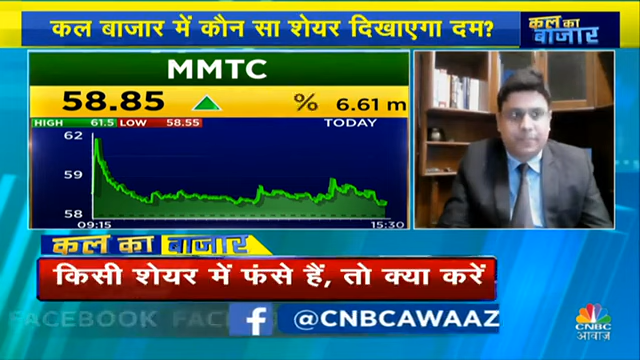 कल बाजार में कौन सा शेयर दिखाएगा दम?
कल का
बाजार
MMTC
58.85 % 6.61 m
HIGH 61.5 LOW 58.55 TODAY
62
59
58
09:15 15:30
कल का बाजार
किसी शेयर में फंसे हैं, तो क्या करें
FACEBOOK FAC f @CNBCAWAAZ
CNBC
आवाज़